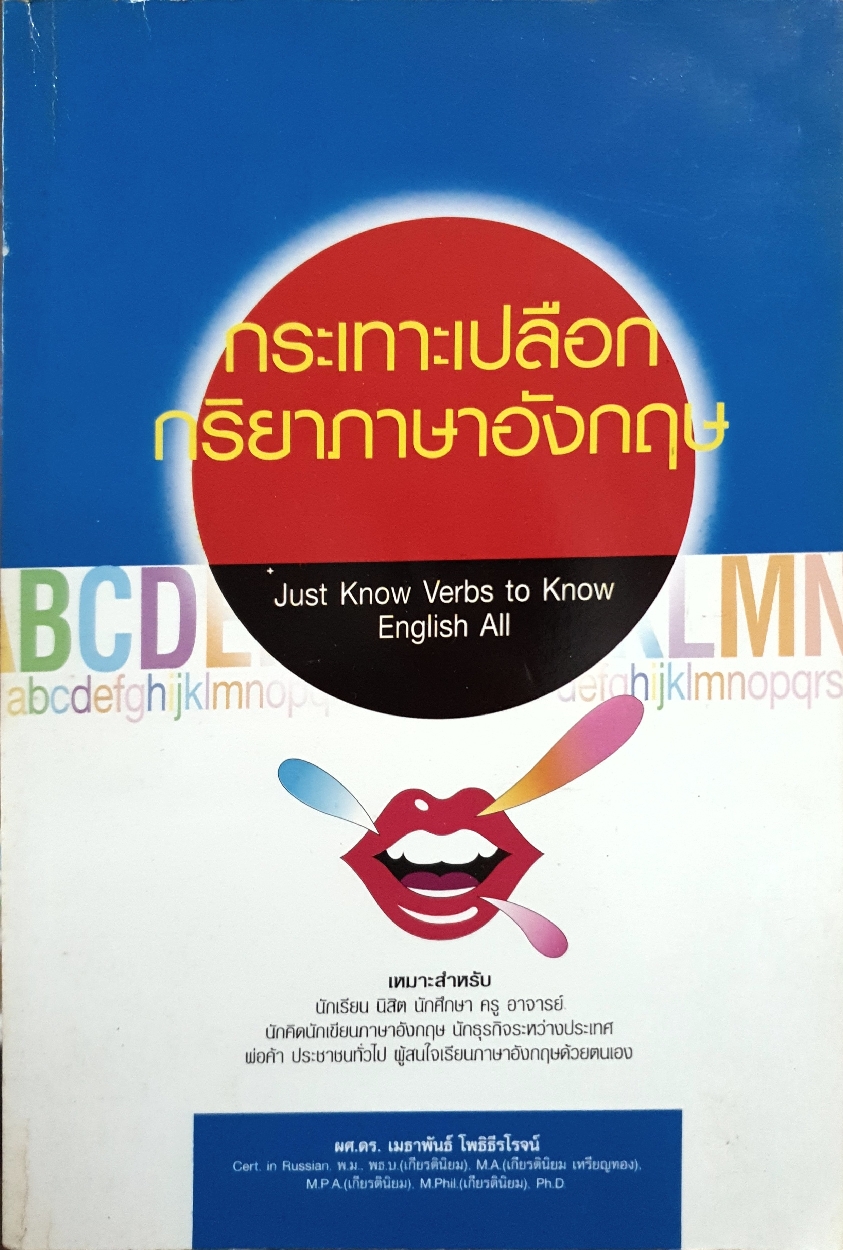 กระเทาะเปลือก
กริยาภาษาอังกฤษ
Just Know Verbs to Know
English All
ABCDE KLMN
abcdefghijklmnopq defghijklmnopqrs
เหมาะสำหรับ
นักเรียน นิสิต นักศึกษา ครู อาจารย์
นักคิดนักเขียนภาษาอังกฤษ นักธุรกิจระหว่างประเทศ
พ่อค้า ประชาชนทั่วไป ผู้สนใจเรียนภาษาอังกฤษด้วยตนเอง
ผศ.ดร. เมธาพันธ์ โพธิธีรโรจน์
Cert. in Russian, พ.ม., พธ.บ.(เกียรตินิยม), M.A.(เกียรตินิยม เหรียญทอง),
M.P.A.(เกียรตินิยม), M.Phil.(เกียรตินิยม), Ph.D.